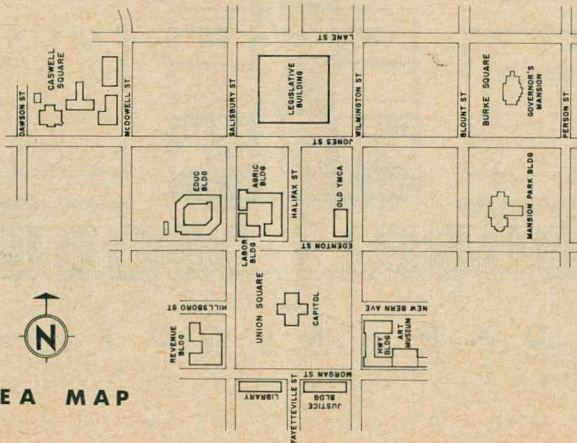 LANE ST
CASWELL
SQUARE
DAWSON ST
MCDOWELL ST
SALISBURY ST
LEGISLATIVE
BUILDING
WILMINGTON ST
BLOUNT ST
BURKE SQUARE
GOVERNOR'S
MANSION
PERSON ST
JONES ST
EDUC
BLDG
AGRIC
BLDG
HALIFAX ST
OLD YMCA
MANSION PARK BLDG
LABOR
BLDG
EDENTON ST
HILLSBORO ST
UNION SQUARE
CAPITOL
NEW BERN AVE
REVENUE
BLDG
HWY
BLDG
ART
MUSEUM
N
MORGAN ST
EA MAP
LIBRARY
FAYETTEVILLE ST
JUSTICE
BLDG